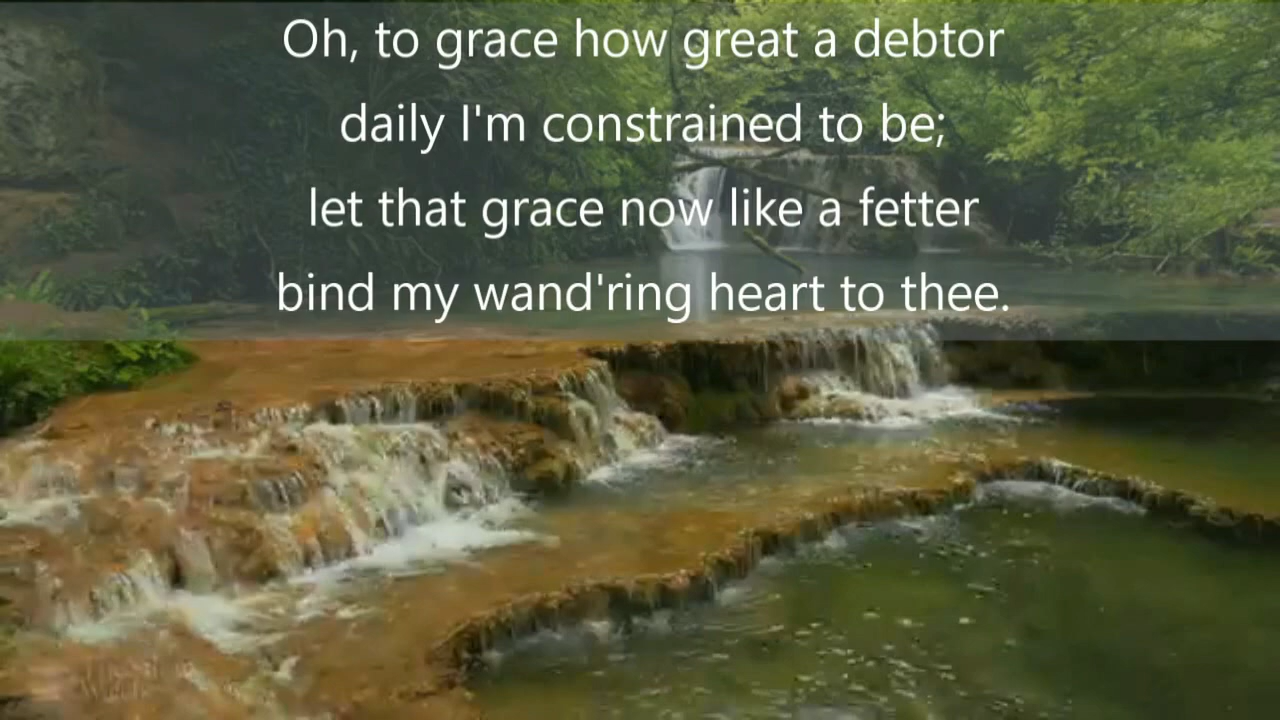 Oh, to grace how great a debtor
daily I'm constrained to be;
let that grace now like a fetter
bind my wand'ring heart to thee.